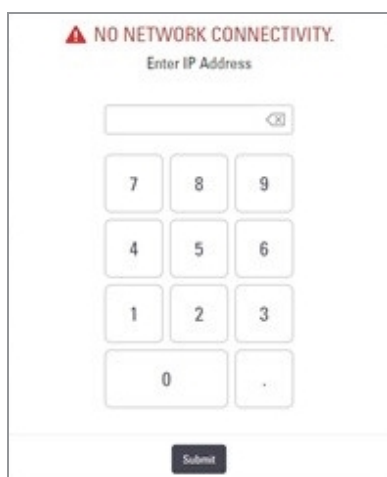 NO NETWORK CONNECTIVITY.
Enter IP Address
7 8 9
4 5 6
1 2 3
0 .
Submit